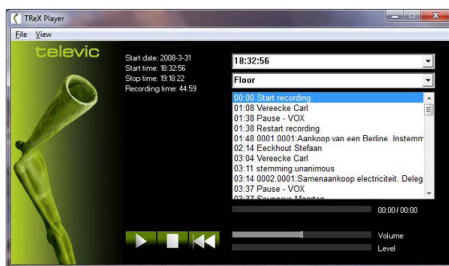 TReX Player
File View
televic
Start date: 2008-3-31
Start time: 18:32:56
Stop time: 19:18:22
Recording time: 44:59
18:32:56
Floor
00:00 Start recording
01:08 Vereecke Carl
01:38 Pause - VOX
01:38 Restart recording
01:48 0001.0001:Aankoop van een Berline. Instemm
02:14 Eeckhout Stefaan
03:04 Vereecke Carl
03:11 stemming:unanimous
03:14 0002.0001:Samenaankoop electriciteit. Deleg
03:37 Pause - VOX
00:00 / 00:00
Volume
Level